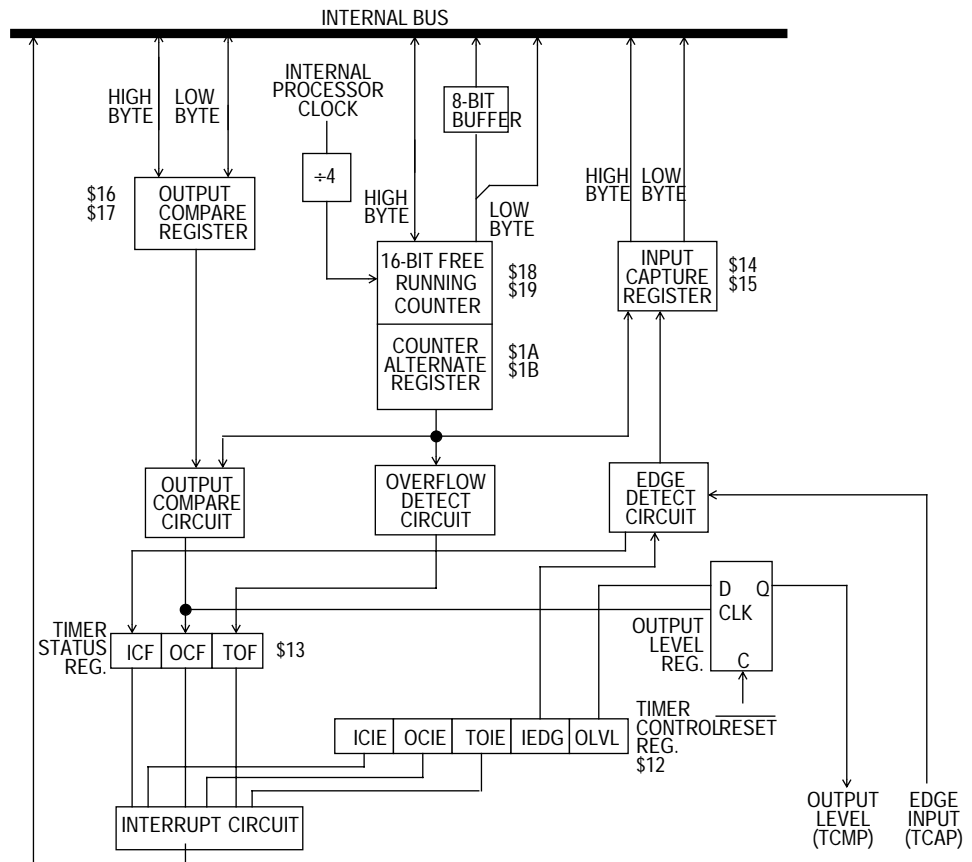 INTERNAL BUS
HIGH
BYTE
LOW
BYTE
INTERNAL
PROCESSOR
CLOCK
÷4
8-BIT
BUFFER
HIGH
BYTE
LOW
BYTE
HIGH
BYTE
LOW
BYTE
$16
$17
OUTPUT
COMPARE
REGISTER
16-BIT FREE
RUNNING
COUNTER
$18
$19
COUNTER
ALTERNATE
REGISTER
$1A
$1B
INPUT
CAPTURE
REGISTER
$14
$15
OUTPUT
COMPARE
CIRCUIT
OVERFLOW
DETECT
CIRCUIT
EDGE
DETECT
CIRCUIT
D Q
CLK
C
OUTPUT
LEVEL
REG.
TIMER
STATUS
REG.
ICF OCF TOF
$13
ICIE OCIE TOIE IEDG OLVL
TIMER
CONTROL
REG.
$12
RESET
INTERRUPT CIRCUIT
OUTPUT
LEVEL
(TCMP)
EDGE
INPUT
(TCAP)